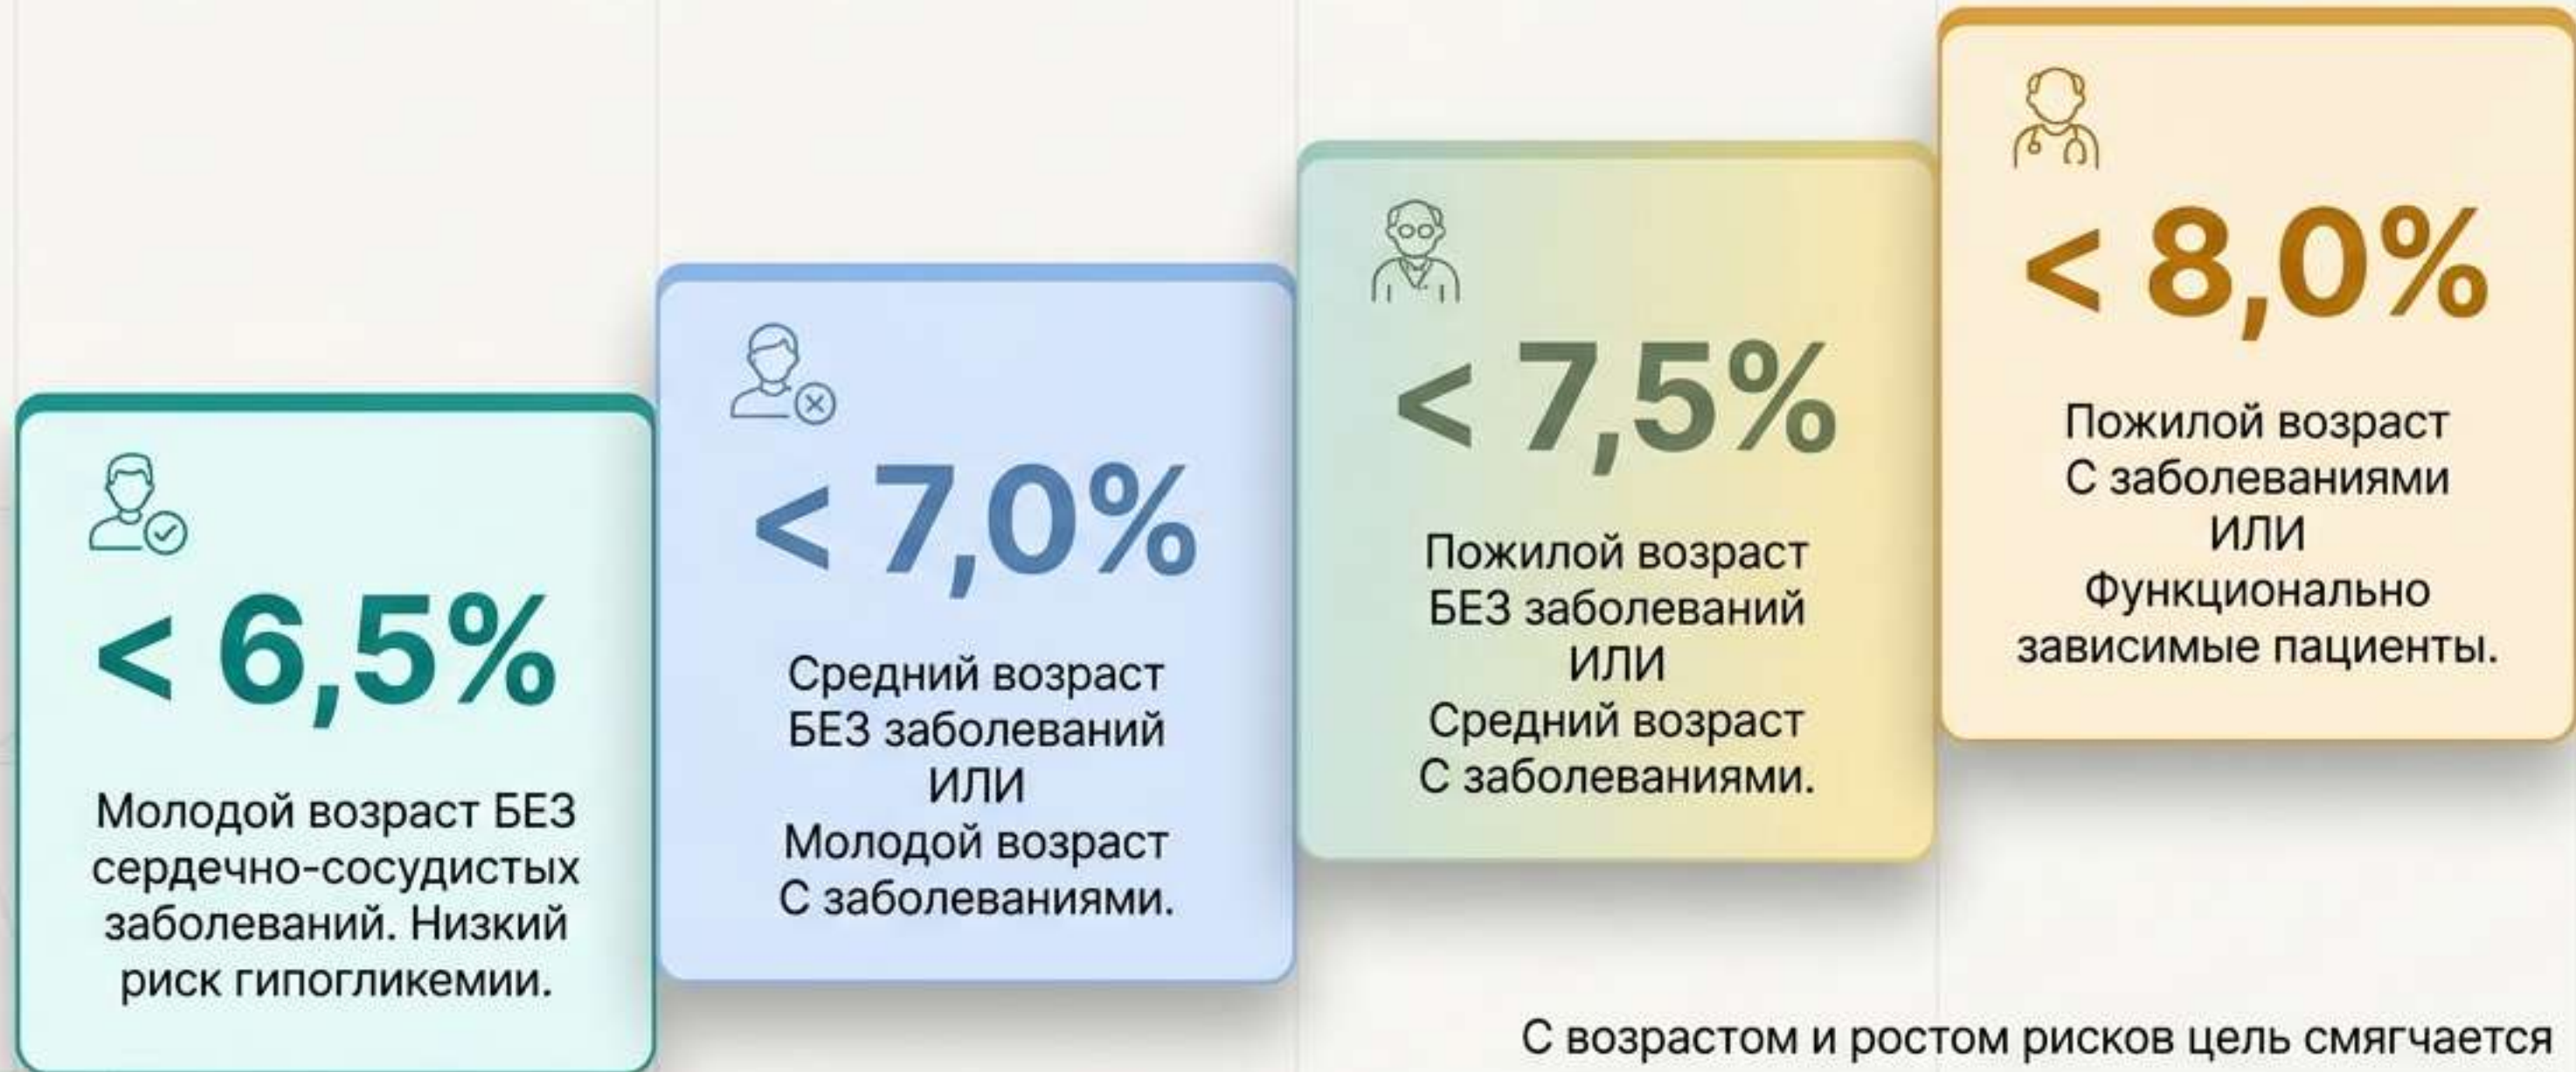 < 6,5%
Молодой возраст БЕЗ
сердечно-сосудистых
заболеваний. Низкий
риск гипогликемии.
< 7,0%
Средний возраст
БЕЗ заболеваний
ИЛИ
Молодой возраст
С заболеваниями.
< 7,5%
Пожилой возраст
БЕЗ заболеваний
ИЛИ
Средний возраст
С заболеваниями.
< 8,0%
Пожилой возраст
С заболеваниями
ИЛИ
Функционально
зависимые пациенты.
С возрастом и ростом рисков цель смягчается